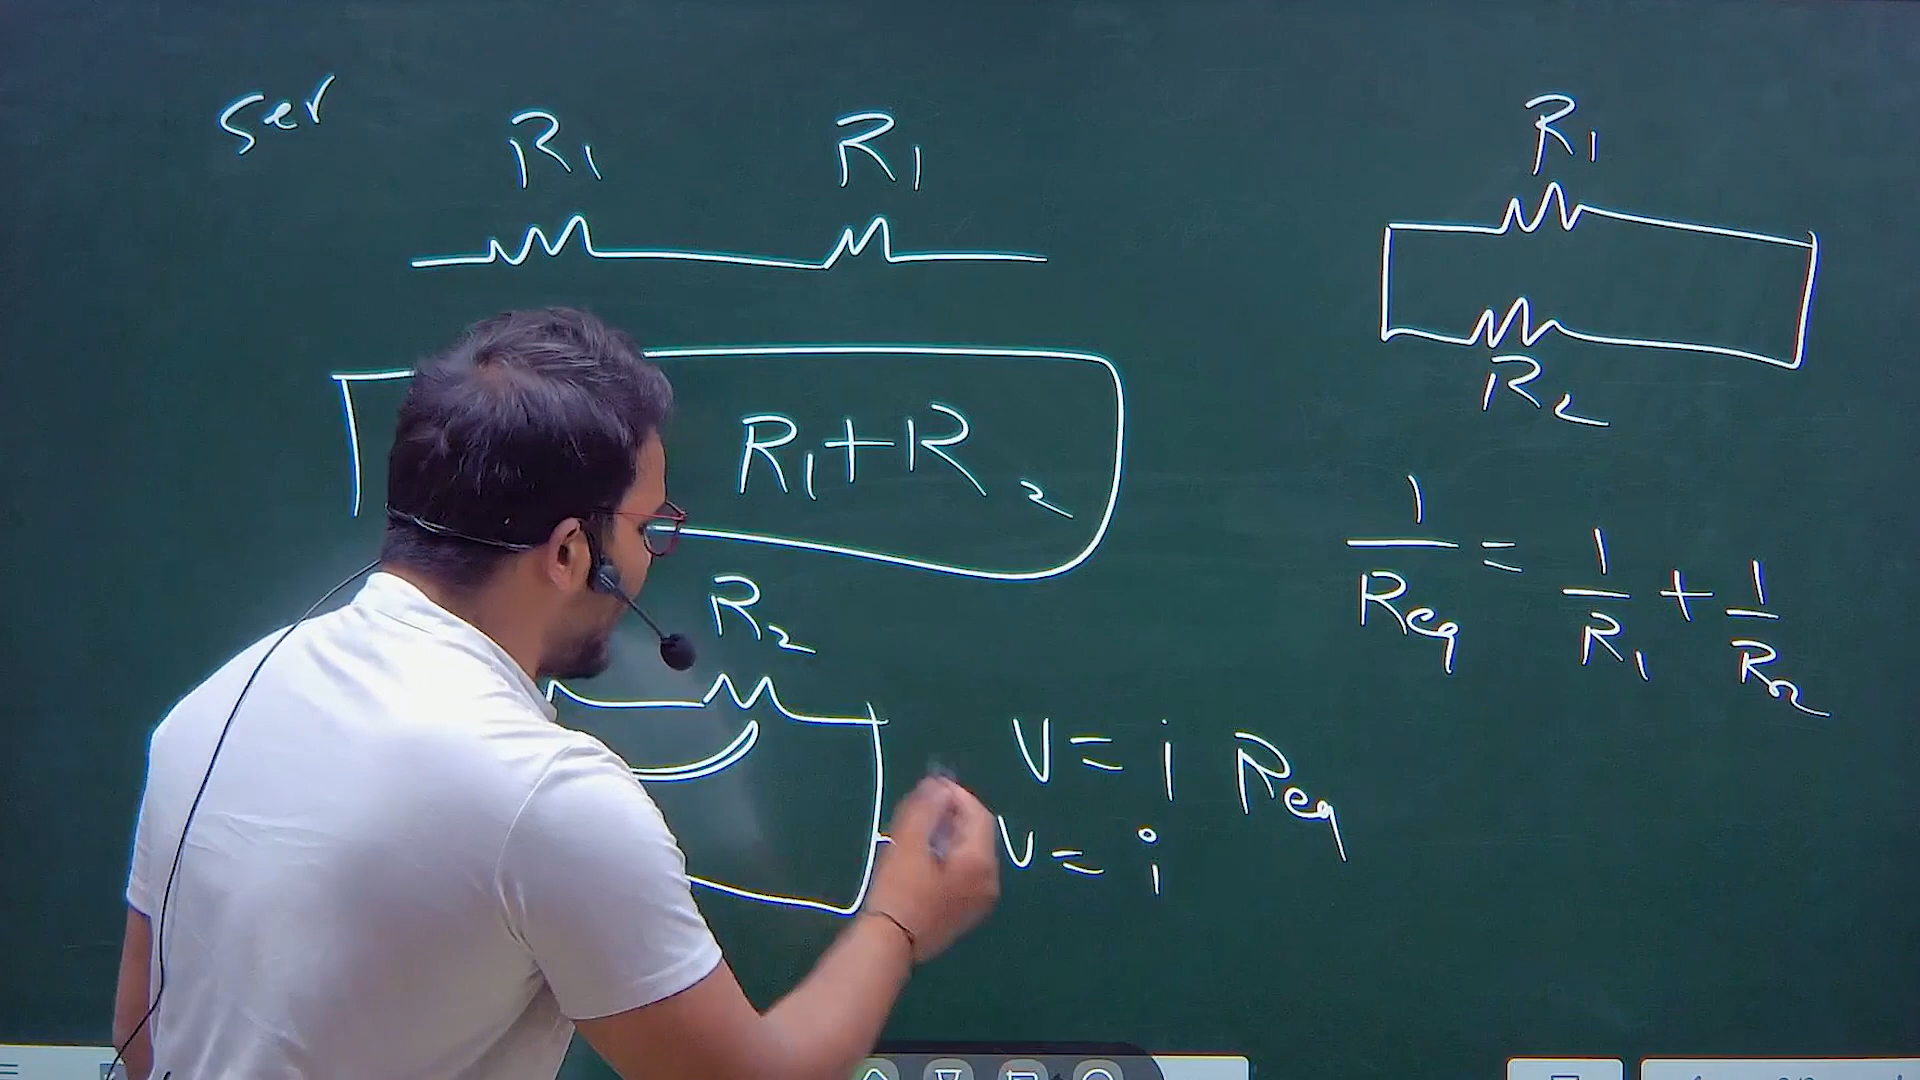 ser
R₁ R₁
R₁+R₂
R₂
V = i Req
V = i
R₁
R₂
1/Req = 1/R₁ + 1/R₂